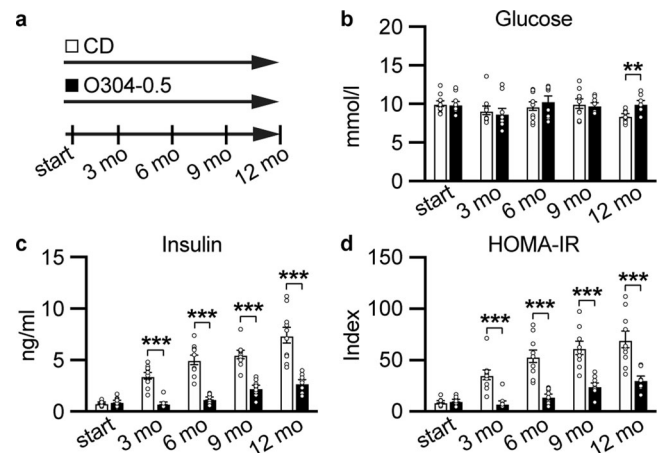 a
CD
O304-0.5
start
3 mo
6 mo
9 mo
12 mo
b
Glucose
mmol/l
20
15
10
5
0
**
start
3 mo
6 mo
9 mo
12 mo
c
Insulin
ng/ml
15
10
5
0
***
***
***
***
start
3 mo
6 mo
9 mo
12 mo
d
HOMA-IR
Index
150
100
50
0
***
***
***
***
start
3 mo
6 mo
9 mo
12 mo